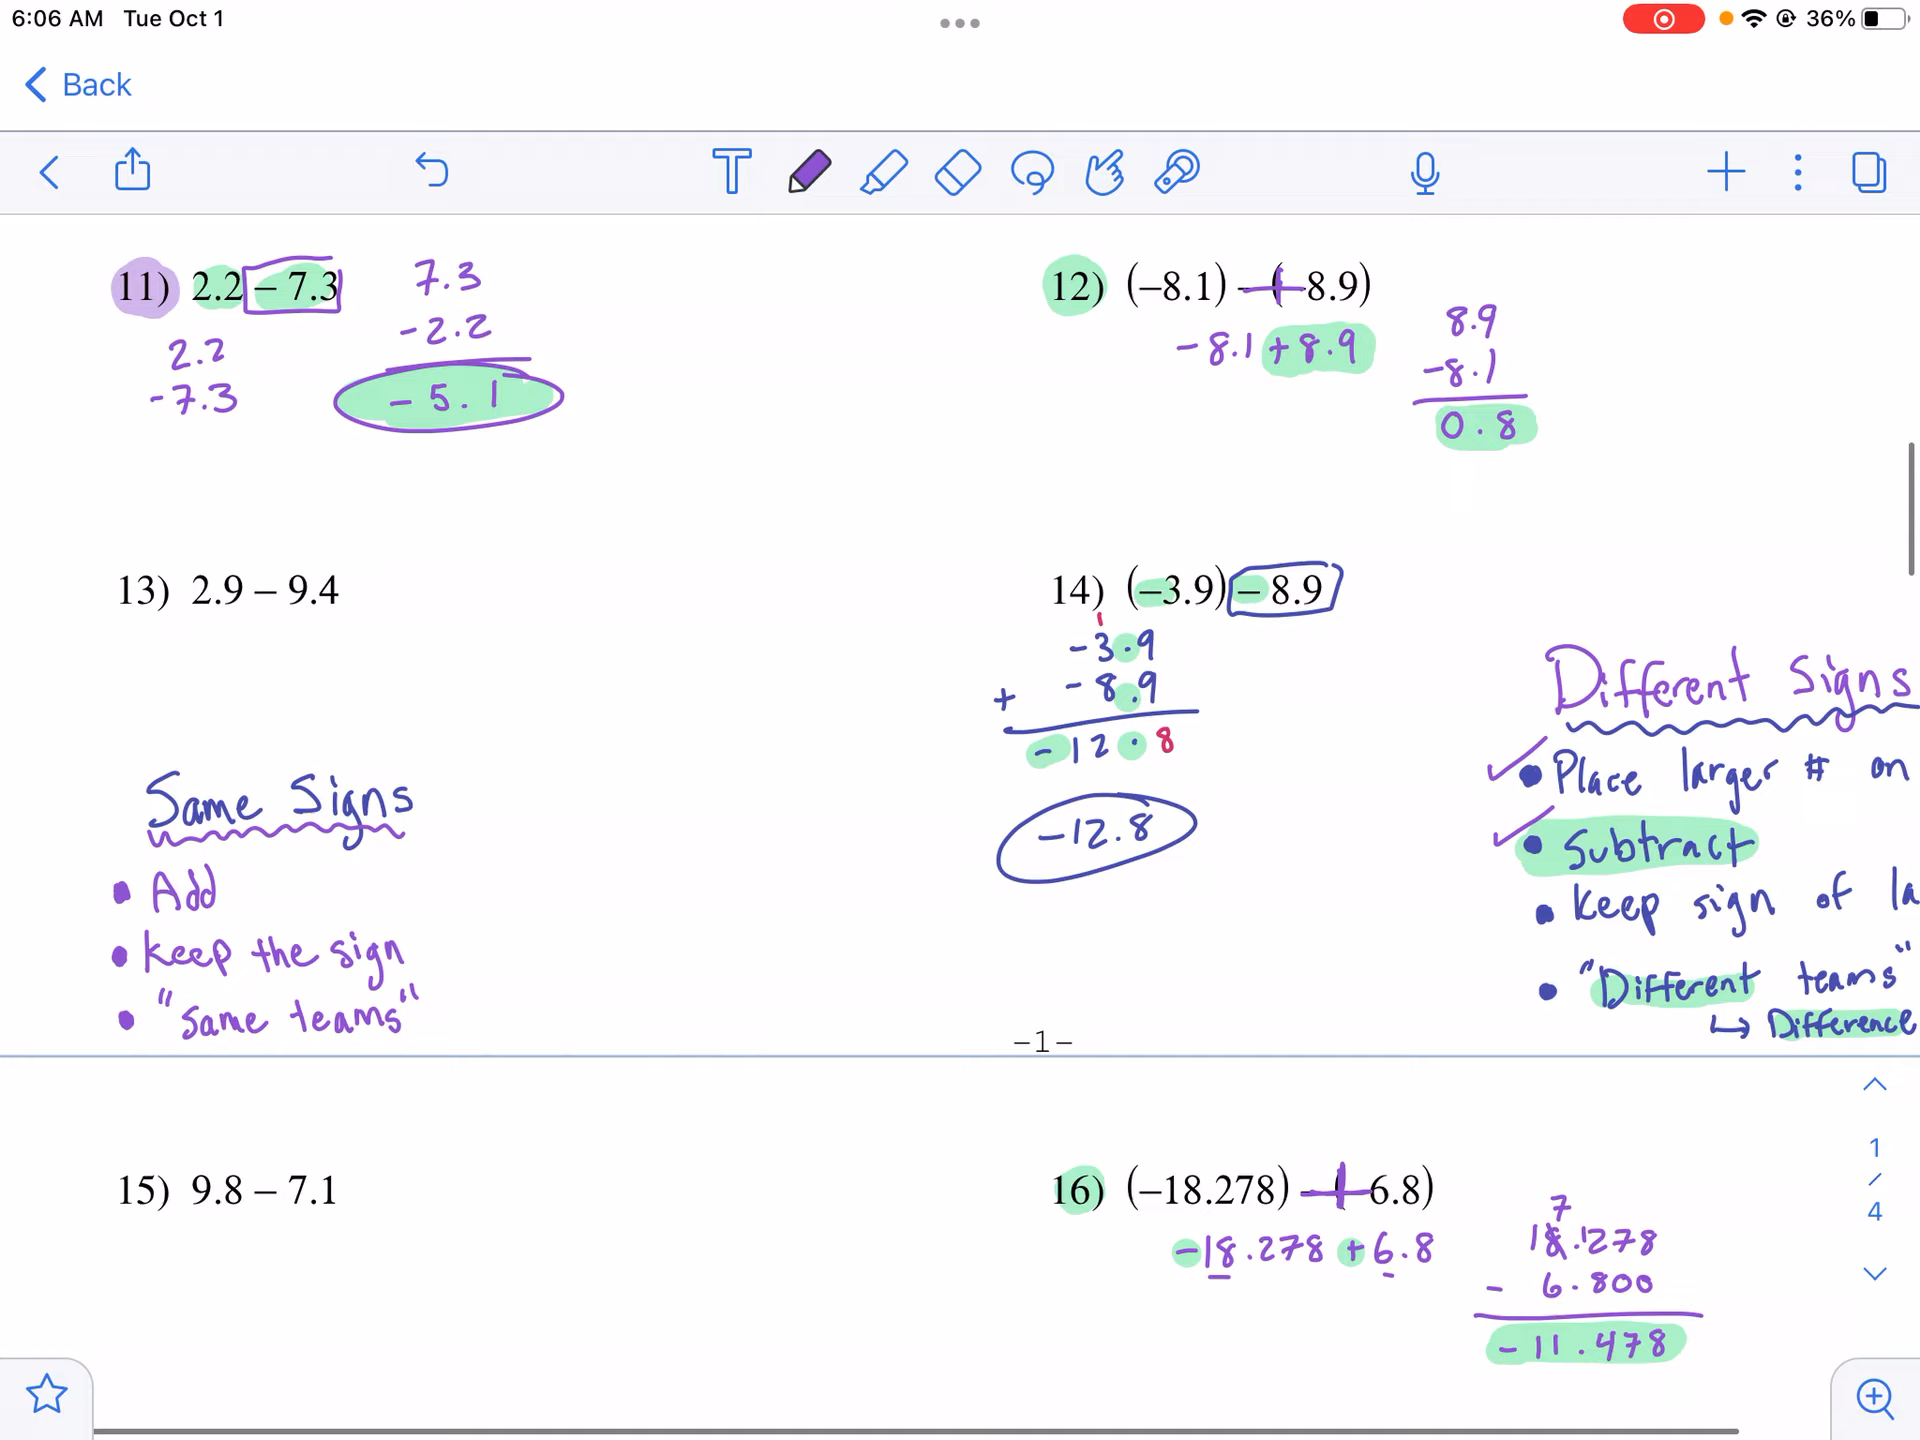 6:06 AM Tue Oct 1
36%
Back
11) 2.2 – 7.3
7.3
-2.2
2.2
-7.3
-5.1
12) (–8.1) – (–8.9)
-8.1 +8.9
8.9
-8.1
0.8
13) 2.9 – 9.4
14) (–3.9) – 8.9
1
-3.9
+ -8.9
-12.8
-12.8
Same Signs
• Add
• Keep the sign
• "Same teams"
Different Signs
• Place larger # on
• Subtract
• Keep sign of la
• "Different teams"
↳ Difference
-1-
15) 9.8 – 7.1
16) (–18.278) – (–6.8)
-18.278 +6.8
7
18.1278
- 6.800
-11.478
1
/
4